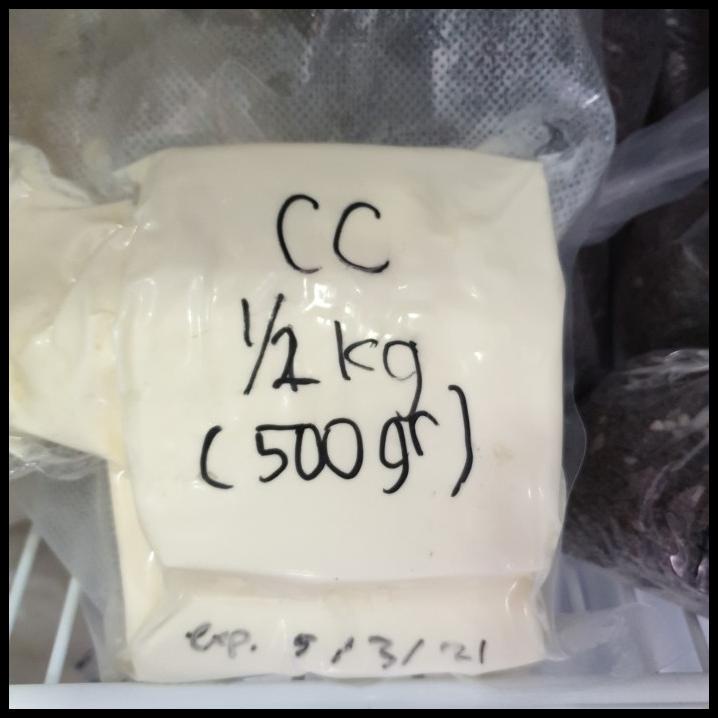 CC
1/2 kg
(500 gr)
exp. 5/3/21